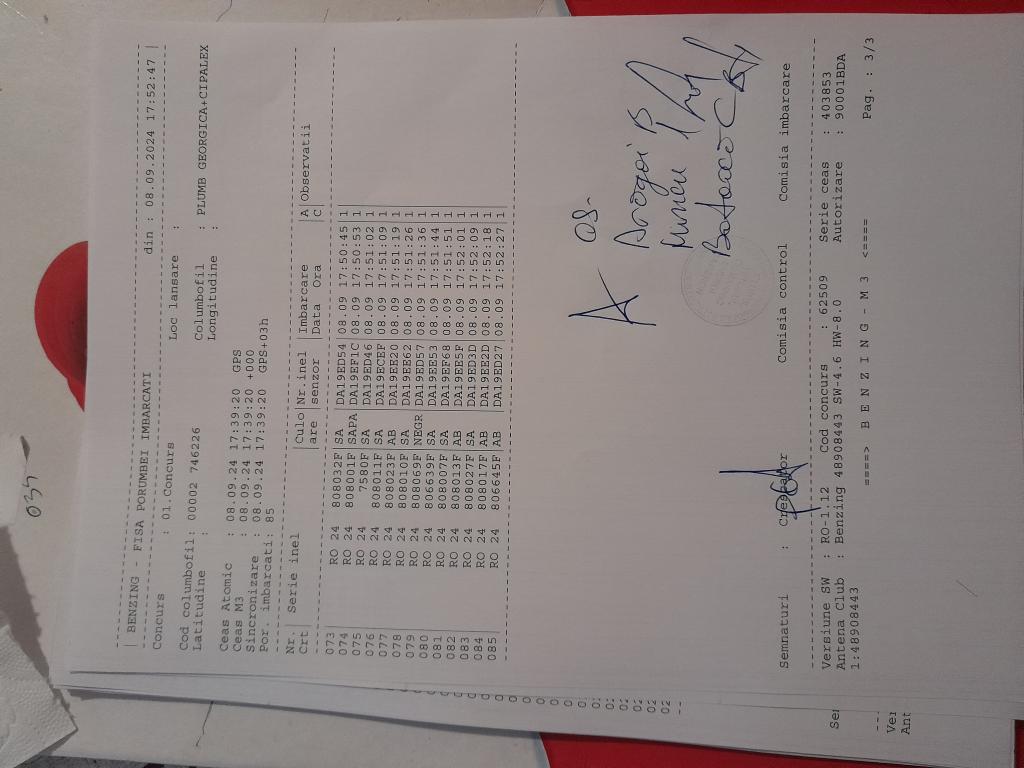 | BENZING - FISA PORUMBEI IMBARCATI din : 08.09.2024 17:52:47 |
Concurs : 01.Concurs Loc lansare :
Cod columbofil: 00002 746226 Columbofil : PLUMB GEORGICA+CIPALEX
Latitudine : Longitudine :
Ceas Atomic : 08.09.24 17:39:20 GPS
Ceas M3 : 08.09.24 17:39:20 +000
Sincronizare : 08.09.24 17:39:20 GPS+03h
Por. imbarcati: 85
Nr.| Serie inel |Culo|Nr.inel |Imbarcare |A|Observatii
Crt| |are |senzor |Data Ora |C|
073 RO 24 808032F SA DA19ED54 08.09 17:50:45 1
074 RO 24 808001F SAPA DA19EF1C 08.09 17:50:53 1
075 RO 24 7580F SA DA19ED46 08.09 17:51:02 1
076 RO 24 808011F SA DA19ECEF 08.09 17:51:09 1
077 RO 24 808023F AB DA19EE20 08.09 17:51:19 1
078 RO 24 808010F SA DA19EE62 08.09 17:51:26 1
079 RO 24 808069F NEGR DA19ED57 08.09 17:51:36 1
080 RO 24 806639F SA DA19EE53 08.09 17:51:44 1
081 RO 24 808007F SA DA19EF68 08.09 17:51:51 1
082 RO 24 808013F AB DA19EE5F 08.09 17:52:01 1
083 RO 24 808027F SA DA19ED3D 08.09 17:52:09 1
084 RO 24 808017F AB DA19EE2D 08.09 17:52:18 1
085 RO 24 806645F AB DA19ED27 08.09 17:52:27 1
Semnaturi : Crescator Comisia control Comisia imbarcare
Versiune SW : RO-1.12 Cod concurs : 62509 Serie ceas : 403853
Antena Club : Benzing 48908443 SW-4.6 HW-8.0 Autorizare : 90001BDA
1:48908443
====> B E N Z I N G - M 3 <==== Pag. : 3/3